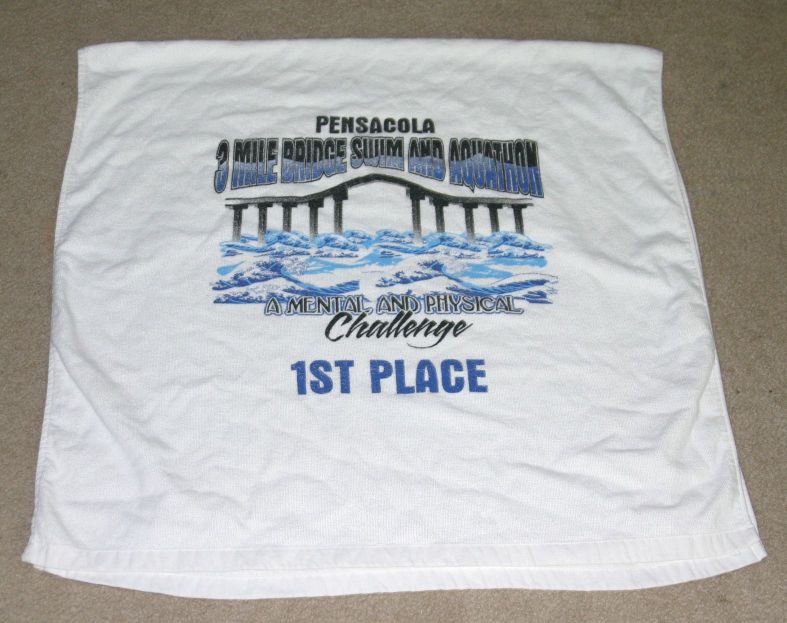 PENSACOLA
3 MILE BRIDGE SWIM AND AQUATHON
A MENTAL AND PHYSICAL
Challenge
1ST PLACE